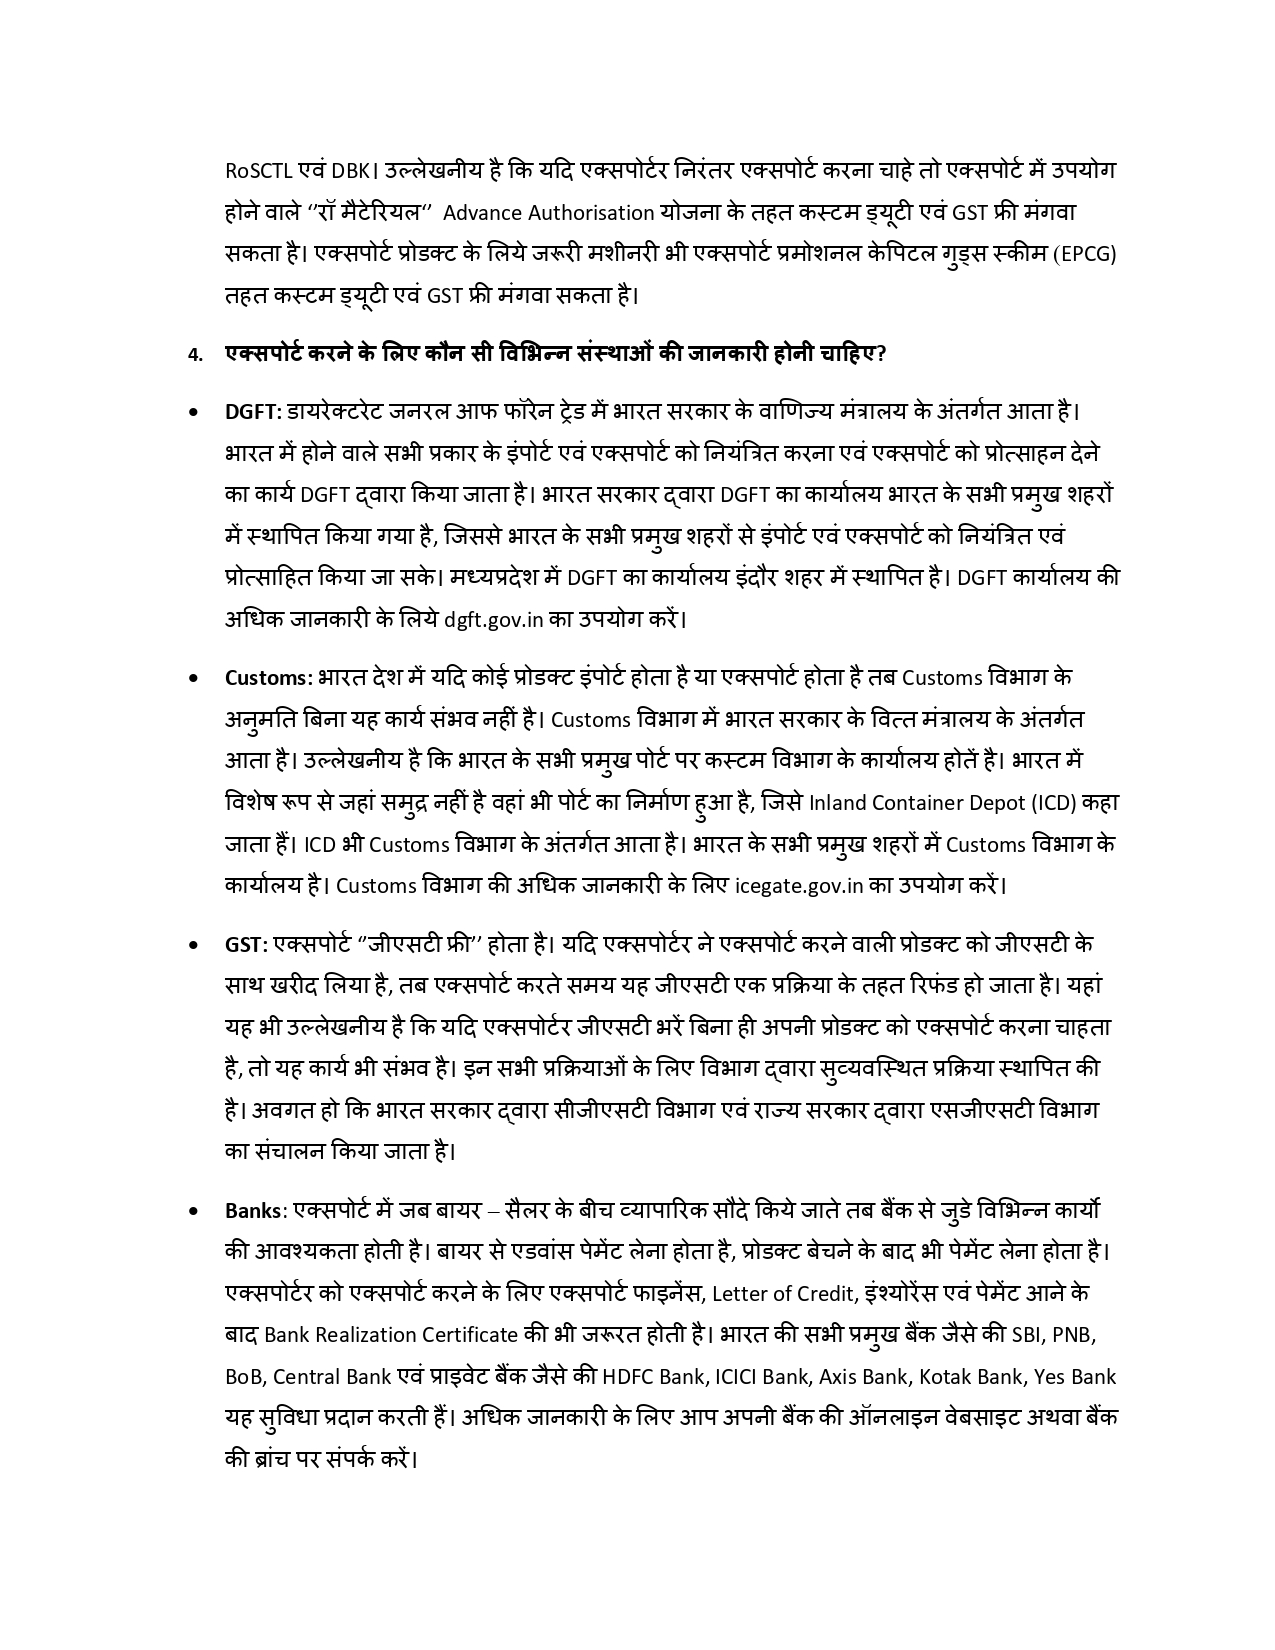 RoSCTL एवं DBK। उल्लेखनीय है कि यदि एक्सपोर्टर निरंतर एक्सपोर्ट करना चाहे तो एक्सपोर्ट में उपयोग
होने वाले “रॉ मैटेरियल“ Advance Authorisation योजना के तहत कस्टम ड्यूटी एवं GST फ्री मंगवा
सकता है। एक्सपोर्ट प्रोडक्ट के लिये जरूरी मशीनरी भी एक्सपोर्ट प्रमोशनल केपिटल गुड्स स्कीम (EPCG)
तहत कस्टम ड्यूटी एवं GST फ्री मंगवा सकता है।
4. एक्सपोर्ट करने के लिए कौन सी विभिन्न संस्थाओं की जानकारी होनी चाहिए?
• DGFT: डायरेक्टरेट जनरल आफ फॉरेन ट्रेड में भारत सरकार के वाणिज्य मंत्रालय के अंतर्गत आता है।
भारत में होने वाले सभी प्रकार के इंपोर्ट एवं एक्सपोर्ट को नियंत्रित करना एवं एक्सपोर्ट को प्रोत्साहन देने
का कार्य DGFT द्वारा किया जाता है। भारत सरकार द्वारा DGFT का कार्यालय भारत के सभी प्रमुख शहरों
में स्थापित किया गया है, जिससे भारत के सभी प्रमुख शहरों से इंपोर्ट एवं एक्सपोर्ट को नियंत्रित एवं
प्रोत्साहित किया जा सके। मध्यप्रदेश में DGFT का कार्यालय इंदौर शहर में स्थापित है। DGFT कार्यालय की
अधिक जानकारी के लिये dgft.gov.in का उपयोग करें।
• Customs: भारत देश में यदि कोई प्रोडक्ट इंपोर्ट होता है या एक्सपोर्ट होता है तब Customs विभाग के
अनुमति बिना यह कार्य संभव नहीं है। Customs विभाग में भारत सरकार के वित्त मंत्रालय के अंतर्गत
आता है। उल्लेखनीय है कि भारत के सभी प्रमुख पोर्ट पर कस्टम विभाग के कार्यालय होतें है। भारत में
विशेष रूप से जहां समुद्र नहीं है वहां भी पोर्ट का निर्माण हुआ है, जिसे Inland Container Depot (ICD) कहा
जाता हैं। ICD भी Customs विभाग के अंतर्गत आता है। भारत के सभी प्रमुख शहरों में Customs विभाग के
कार्यालय है। Customs विभाग की अधिक जानकारी के लिए icegate.gov.in का उपयोग करें।
• GST: एक्सपोर्ट “जीएसटी फ्री’’ होता है। यदि एक्सपोर्टर ने एक्सपोर्ट करने वाली प्रोडक्ट को जीएसटी के
साथ खरीद लिया है, तब एक्सपोर्ट करते समय यह जीएसटी एक प्रक्रिया के तहत रिफंड हो जाता है। यहां
यह भी उल्लेखनीय है कि यदि एक्सपोर्टर जीएसटी भरें बिना ही अपनी प्रोडक्ट को एक्सपोर्ट करना चाहता
है, तो यह कार्य भी संभव है। इन सभी प्रक्रियाओं के लिए विभाग द्वारा सुव्यवस्थित प्रक्रिया स्थापित की
है। अवगत हो कि भारत सरकार द्वारा सीजीएसटी विभाग एवं राज्य सरकार द्वारा एसजीएसटी विभाग
का संचालन किया जाता है।
• Banks: एक्सपोर्ट में जब बायर – सैलर के बीच व्यापारिक सौदे किये जाते तब बैंक से जुडे विभिन्न कार्यो
की आवश्यकता होती है। बायर से एडवांस पेमेंट लेना होता है, प्रोडक्ट बेचने के बाद भी पेमेंट लेना होता है।
एक्सपोर्टर को एक्सपोर्ट करने के लिए एक्सपोर्ट फाइनेंस, Letter of Credit, इंश्योरेंस एवं पेमेंट आने के
बाद Bank Realization Certificate की भी जरूरत होती है। भारत की सभी प्रमुख बैंक जैसे की SBI, PNB,
BoB, Central Bank एवं प्राइवेट बैंक जैसे की HDFC Bank, ICICI Bank, Axis Bank, Kotak Bank, Yes Bank
यह सुविधा प्रदान करती हैं। अधिक जानकारी के लिए आप अपनी बैंक की ऑनलाइन वेबसाइट अथवा बैंक
की ब्रांच पर संपर्क करें।